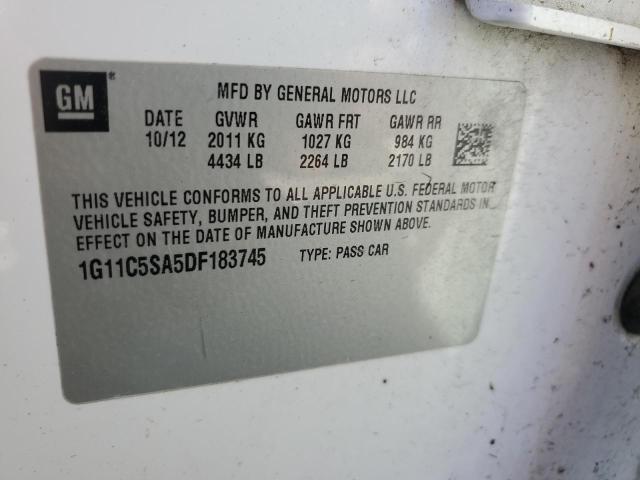 GM ®
MFD BY GENERAL MOTORS LLC
DATE GVWR GAWR FRT GAWR RR
10/12 2011 KG 1027 KG 984 KG
4434 LB 2264 LB 2170 LB
THIS VEHICLE CONFORMS TO ALL APPLICABLE U.S. FEDERAL MOTOR
VEHICLE SAFETY, BUMPER, AND THEFT PREVENTION STANDARDS IN
EFFECT ON THE DATE OF MANUFACTURE SHOWN ABOVE.
1G11C5SA5DF183745 TYPE: PASS CAR